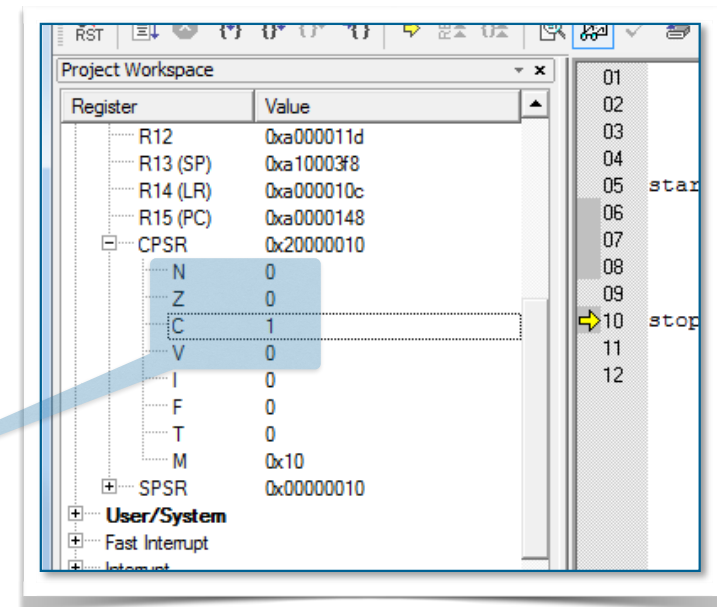 RST
Project Workspace
Register Value
R12 0xa000011d
R13 (SP) 0xa10003f8
R14 (LR) 0xa000010c
R15 (PC) 0xa0000148
CPSR 0x20000010
N 0
Z 0
C 1
V 0
I 0
F 0
T 0
M 0x10
SPSR 0x00000010
User/System
Fast Interrupt
Interrupt
01
02
03
04
05 star
06
07
08
09
10 stop
11
12